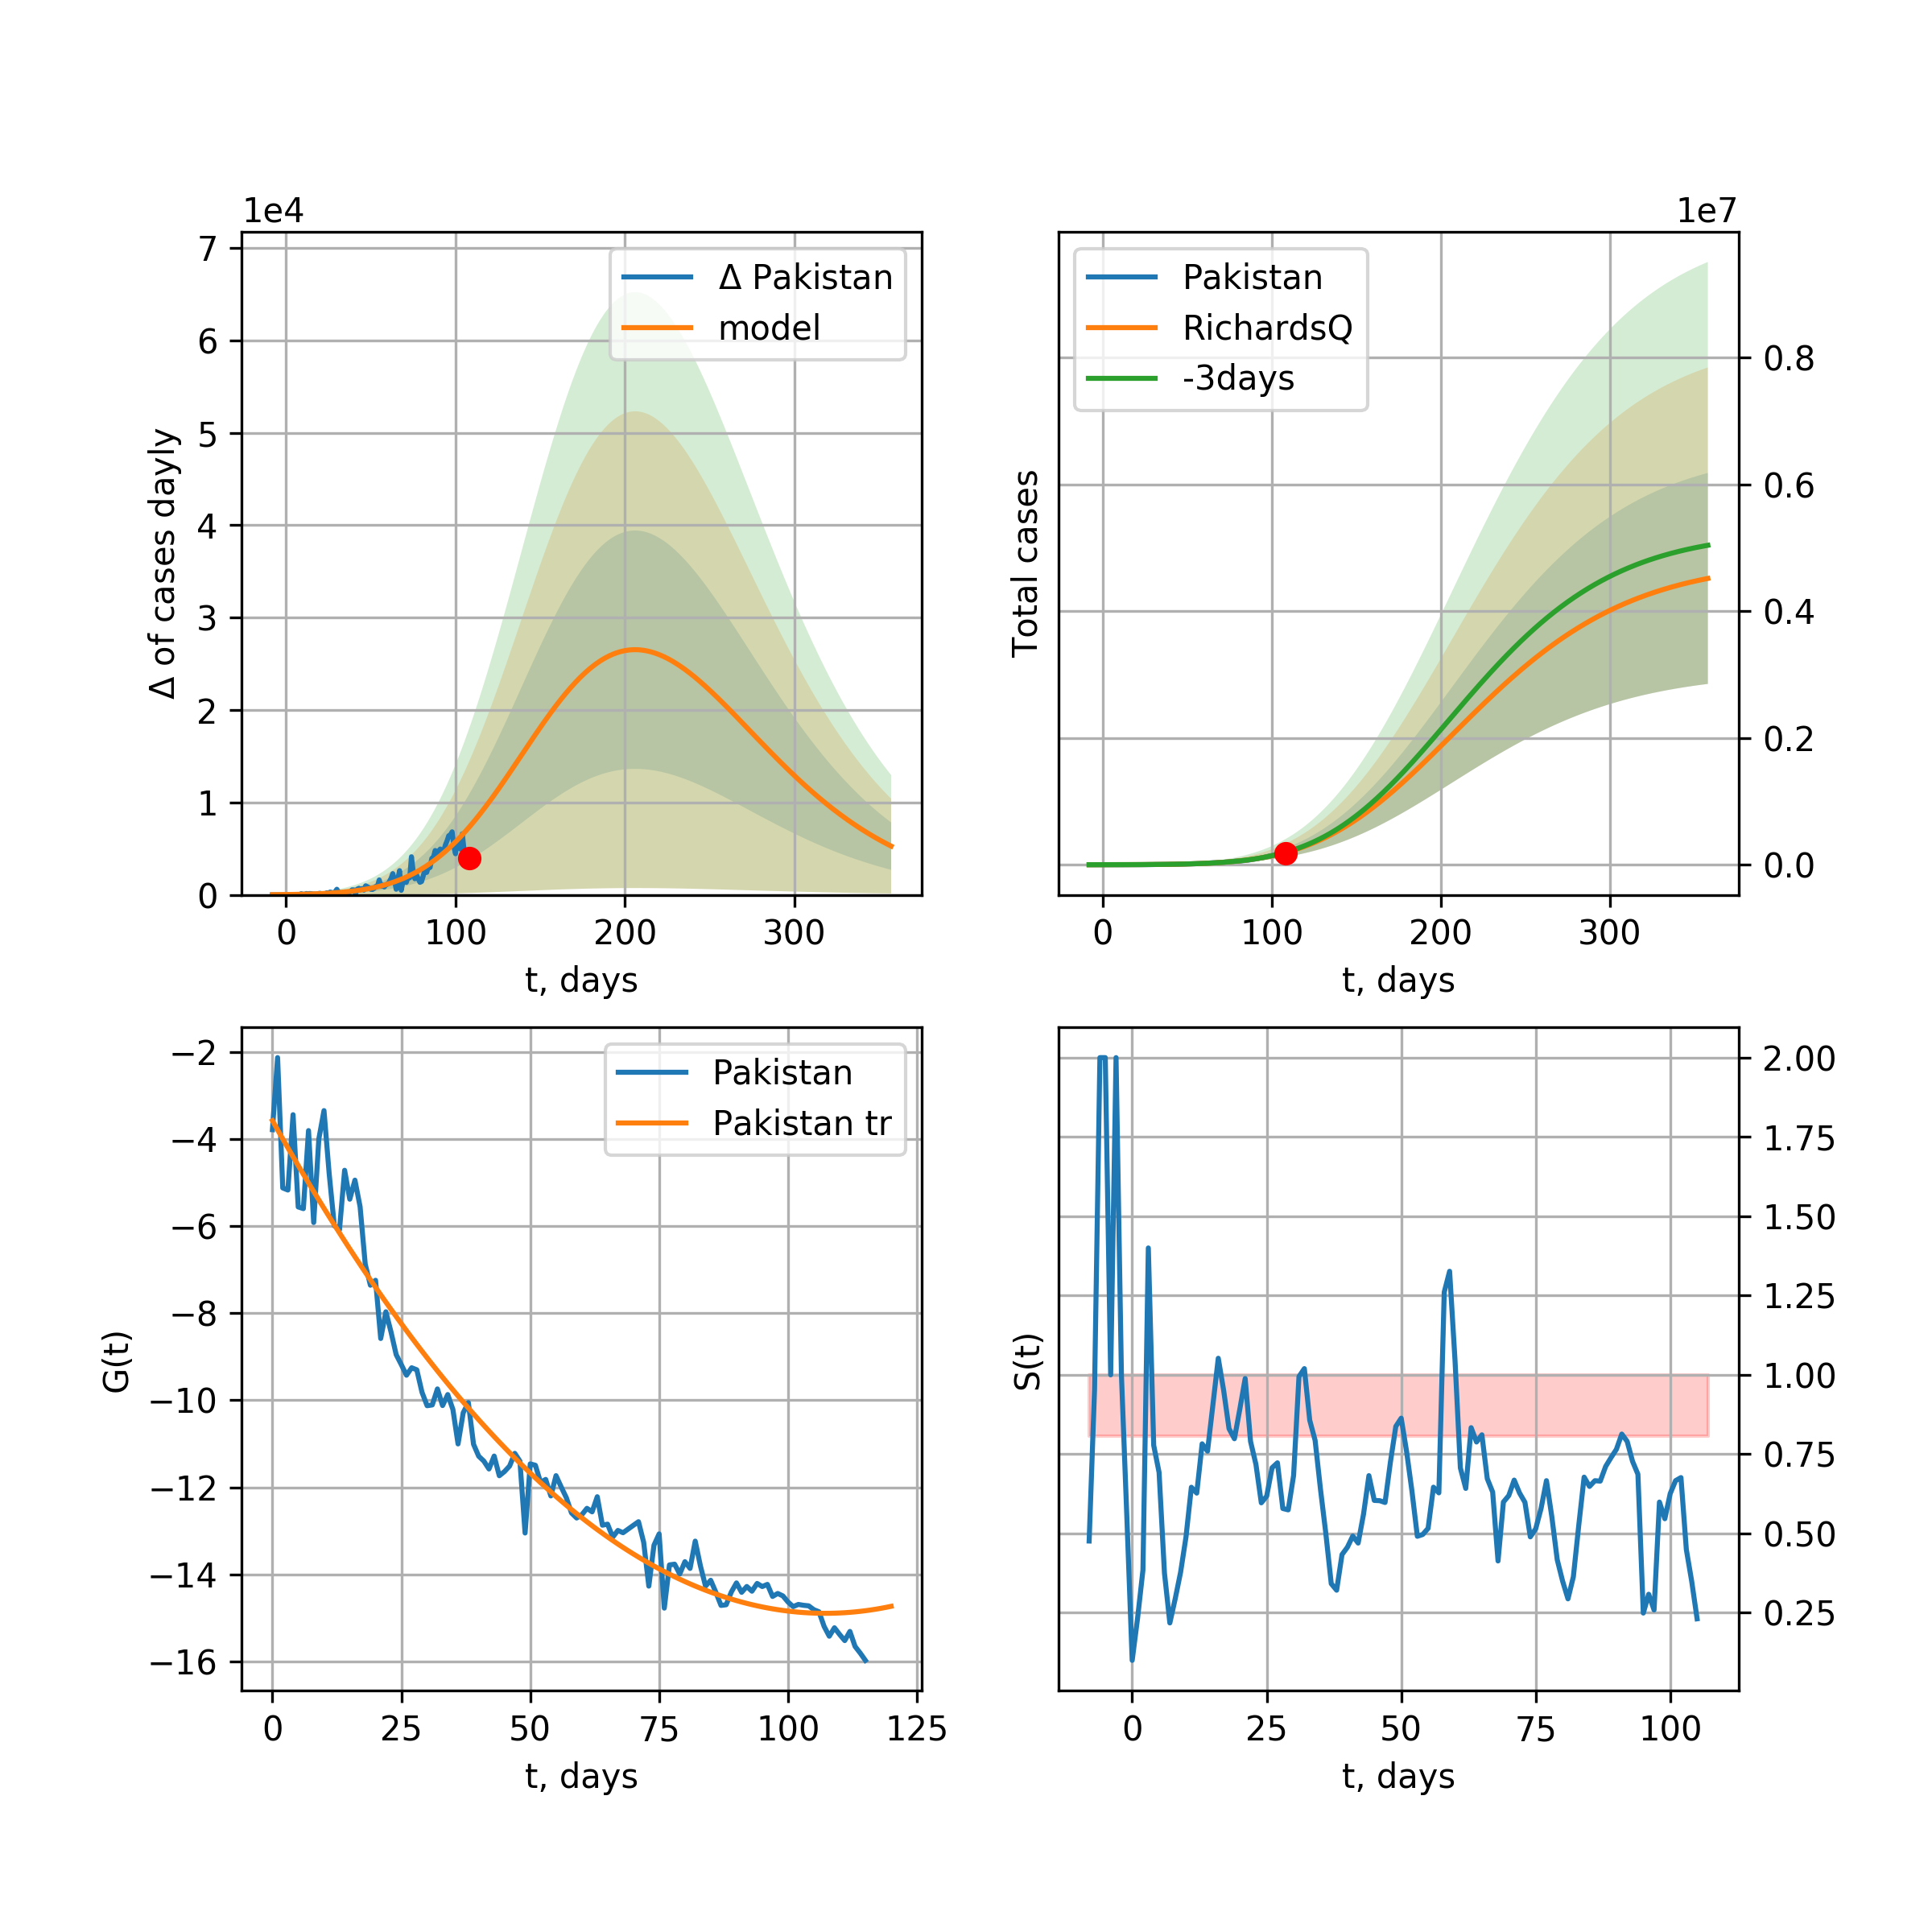 1e4
7
6
5
4
3
2
1
0
Δ of cases dayly
0 100 200 300
t, days
Δ Pakistan
model
1e7
Pakistan
RichardsQ
-3days
Total cases
0.8
0.6
0.4
0.2
0.0
0 100 200 300
t, days
−2
−4
−6
−8
−10
−12
−14
−16
G(t)
Pakistan
Pakistan tr
0 25 50 75 100 125
t, days
S(t)
2.00
1.75
1.50
1.25
1.00
0.75
0.50
0.25
0 25 50 75 100
t, days